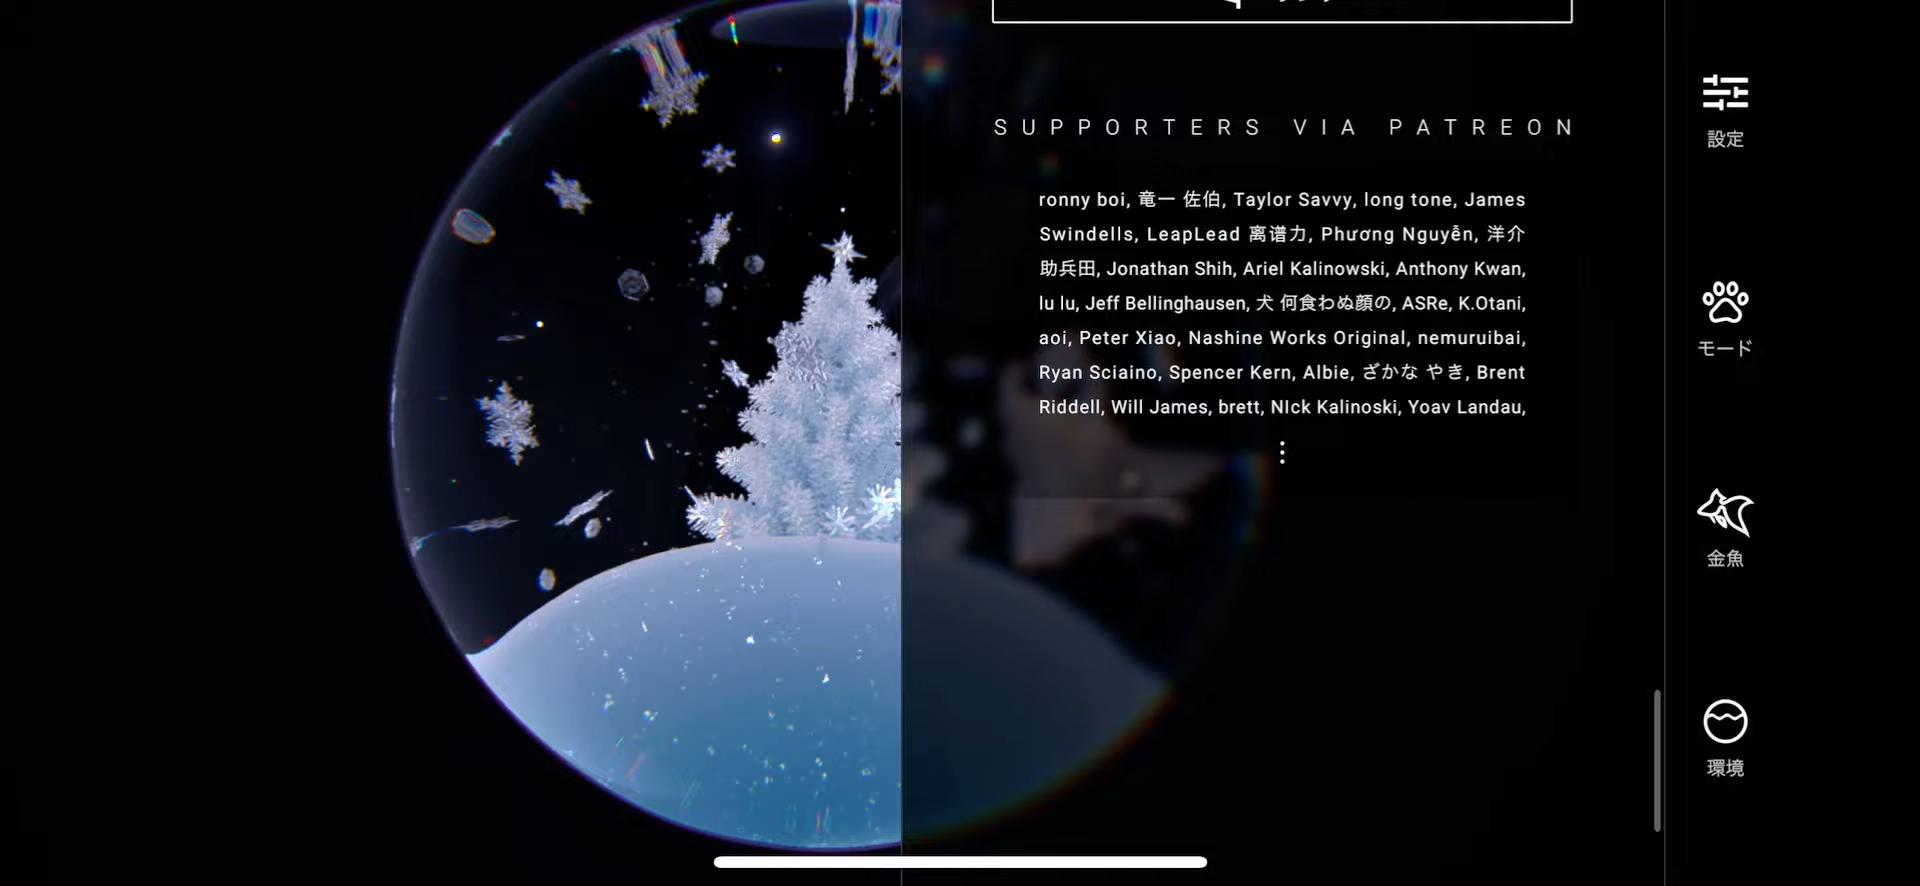 SUPPORTERS VIA PATREON
ronny boi, 竜一 佐伯, Taylor Savvy, long tone, James
Swindells, LeapLead 离谱力, Phương Nguyễn, 洋介
助兵田, Jonathan Shih, Ariel Kalinowski, Anthony Kwan,
lu lu, Jeff Bellinghausen, 犬 何食わぬ顔の, ASRe, K.Otani,
aoi, Peter Xiao, Nashine Works Original, nemuruibai,
Ryan Sciaino, Spencer Kern, Albie, ざかな やき, Brent
Riddell, Will James, brett, NIck Kalinoski, Yoav Landau,
設定
モード
金魚
環境